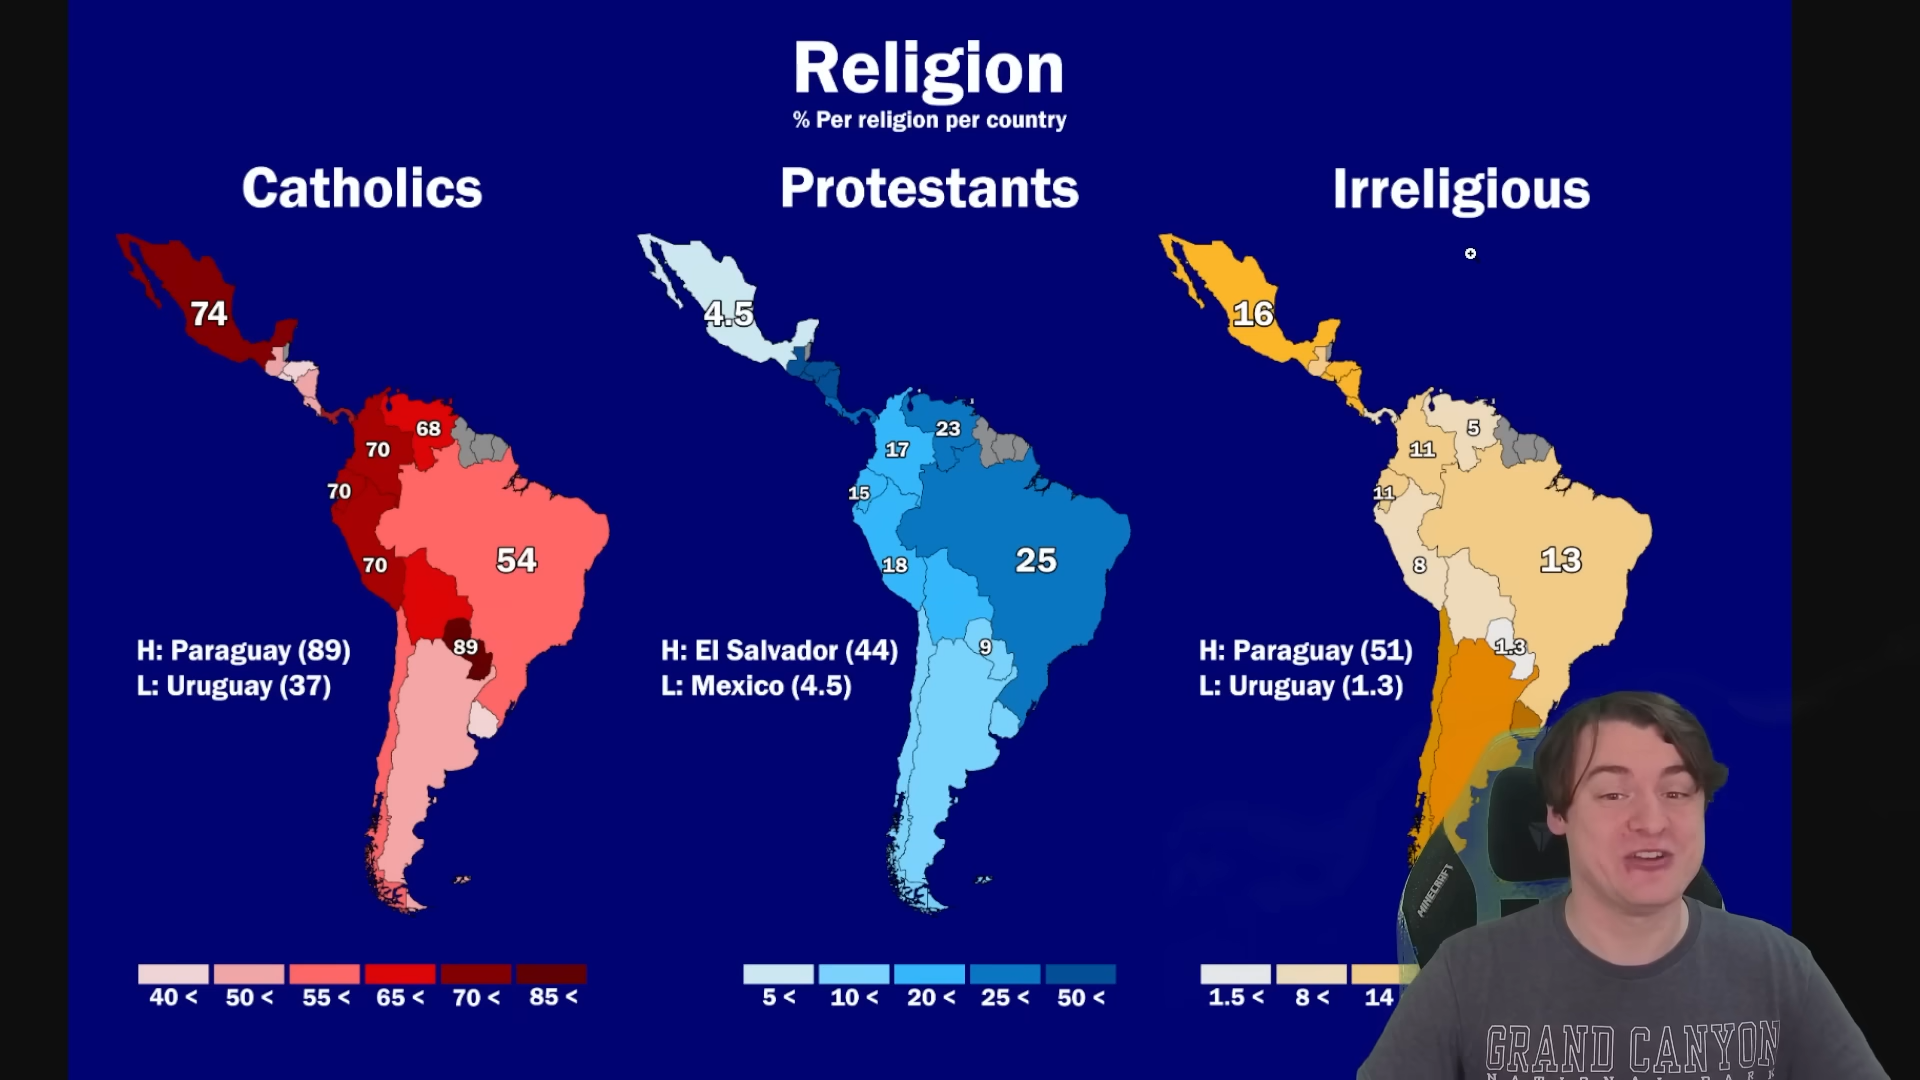 Religion
% Per religion per country
Catholics
Protestants
Irreligious
74
68
70
70
70
54
89
H: Paraguay (89)
L: Uruguay (37)
40 <
50 <
55 <
65 <
70 <
85 <
4.5
23
17
15
18
25
9
H: El Salvador (44)
L: Mexico (4.5)
5 <
10 <
20 <
25 <
50 <
16
5
11
11
8
13
1.3
H: Paraguay (51)
L: Uruguay (1.3)
1.5 <
8 <
14
MINECRAFT
GRAND CANYON